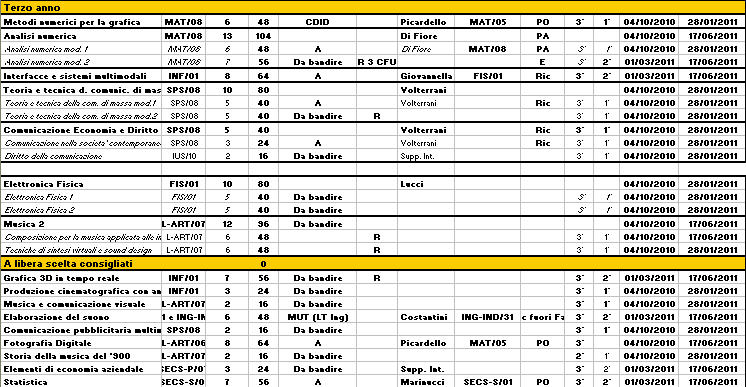 Terzo anno
Metodi numerici per la grafica MAT/08 6 48 CDID Picardello MAT/05 PO 3° 1° 04/10/2010 28/01/2011
Analisi numerica MAT/08 13 104 Di Fiore PA 04/10/2010 17/06/2011
Analisi numerica mod. 1 MAT/08 6 48 A Di Fiore MAT/08 PA 3° 1° 04/10/2010 28/01/2011
Analisi numerica mod. 2 MAT/08 7 56 Da bandire R 3 CFU E 3° 2° 01/03/2011 17/06/2011
Interfacce e sistemi multimodali INF/01 8 64 A Giovannella FIS/01 Ric 3° 2° 01/03/2011 17/06/2011
Teoria e tecnica d. comunic. di mas SPS/08 10 80 Volterrani 04/10/2010 28/01/2011
Teoria e tecnica della com. di massa mod.1 SPS/08 5 40 A Volterrani Ric 3° 1° 04/10/2010 28/01/2011
Teoria e tecnica della com. di massa mod.2 SPS/08 5 40 Da bandire R 3° 1° 04/10/2010 28/01/2011
Comunicazione Economia e Diritto SPS/08 5 40 Volterrani Ric 3° 1° 04/10/2010 28/01/2011
Comunicazione nella societa' contemporanea SPS/08 3 24 A Volterrani Ric 3° 1° 04/10/2010 28/01/2011
Diritto della comunicazione IUS/10 2 16 Da bandire Supp. Int. 3° 1° 04/10/2010 28/01/2011
Elettronica Fisica FIS/01 10 80 Lucci 04/10/2010 28/01/2011
Elettronica Fisica 1 FIS/01 5 40 Da bandire 3° 1° 04/10/2010 28/01/2011
Elettronica Fisica 2 FIS/01 5 40 Da bandire 3° 1° 04/10/2010 28/01/2011
Musica 2 L-ART/07 12 96 Da bandire 04/10/2010 17/06/2011
Composizione per la musica applicata alle im L-ART/07 6 48 R 3° 1° 04/10/2010 17/06/2011
Tecniche di sintesi virtuali e sound design L-ART/07 6 48 R 3° 1° 04/10/2010 17/06/2011
A libera scelta consigliati 0
Grafica 3D in tempo reale INF/01 7 56 Da bandire R 3° 2° 01/03/2011 17/06/2011
Produzione cinematografica con an INF/01 3 24 Da bandire 3° 1° 04/10/2010 28/01/2011
Musica e comunicazione visuale L-ART/07 2 16 Da bandire 3° 1° 04/10/2010 28/01/2011
Elaborazione del suono 1 e ING-IN 6 48 MUT (LT Ing) Costantini ING-IND/31 c fuori Fa 3° 2° 01/03/2011 17/06/2011
Comunicazione pubblicitaria multim SPS/08 2 16 Da bandire 3° 1° 04/10/2010 28/01/2011
Fotografia Digitale L-ART/06 8 64 A Picardello MAT/05 PO 3° 2° 01/03/2011 17/06/2011
Storia della musica del '900 L-ART/07 2 16 Da bandire 2° 1° 04/10/2010 28/01/2011
Elementi di economia aziendale SECS-P/0 3 24 Da bandire Supp. Int. 3° 1° 04/10/2010 28/01/2011
Statistica SECS-S/0 7 56 A Marinucci SECS-S/01 PO 3° 2° 01/03/2011 17/06/2011